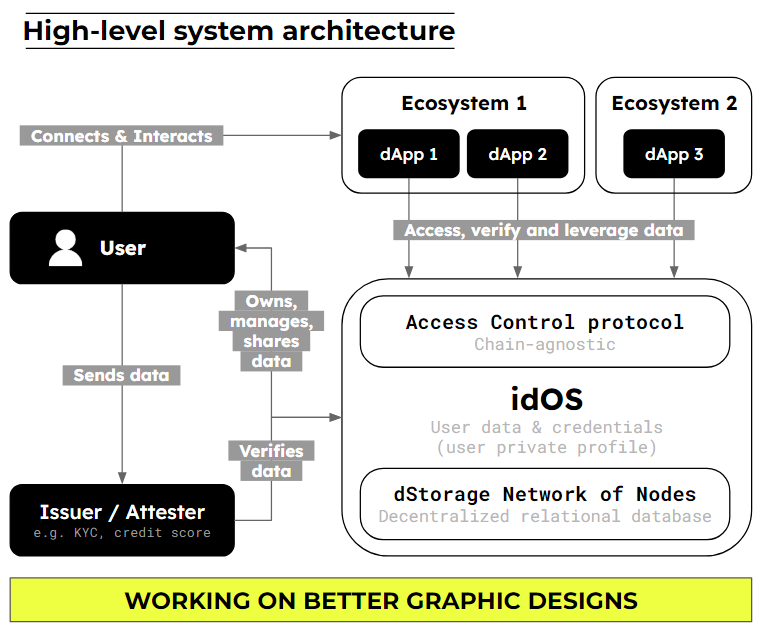 High-level system architecture
Ecosystem 1
Ecosystem 2
Connects & Interacts
dApp 1
dApp 2
dApp 3
Access, verify and leverage data
User
Owns,
manages,
shares
data
Access Control protocol
Chain-agnostic
Sends data
idOS
User data & credentials
(user private profile)
Verifies
data
dStorage Network of Nodes
Decentralized relational database
Issuer / Attester
e.g. KYC, credit score
WORKING ON BETTER GRAPHIC DESIGNS